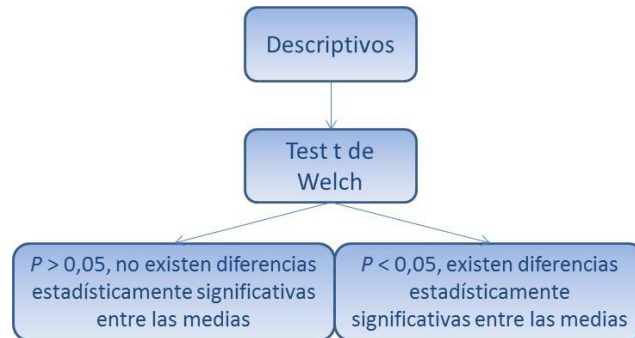 Descriptivos
Test t de
Welch
P > 0,05, no existen diferencias
estadísticamente significativas
entre las medias
P < 0,05, existen diferencias
estadísticamente
significativas entre las medias